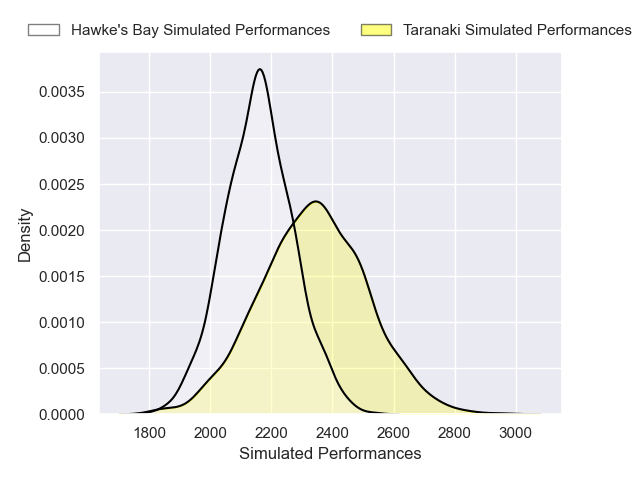 Hawke's Bay Simulated Performances
Taranaki Simulated Performances
0.0035
0.0030
0.0025
0.0020
0.0015
0.0010
0.0005
0.0000
Density
1800 2000 2200 2400 2600 2800 3000
Simulated Performances